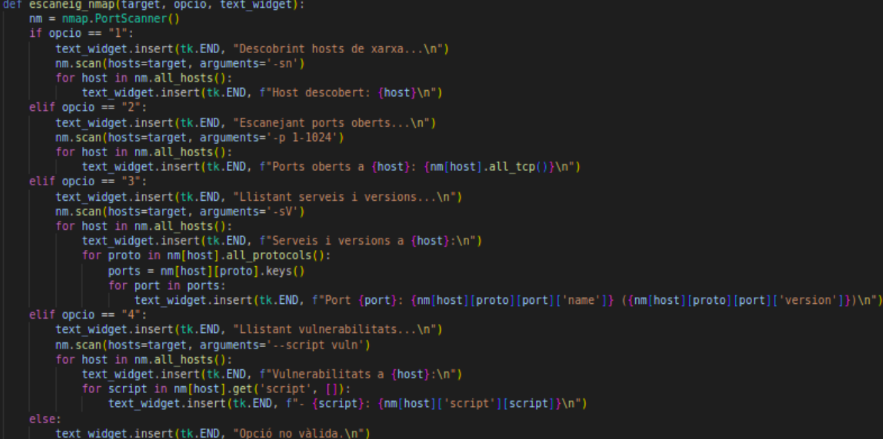 def escaneig_nmap(target, opció, text_widget):
    nm = nmap.PortScanner()
    if opcio == "1":
        text_widget.insert(tk.END, "Descobrint hosts de xarxa...\n")
        nm.scan(hosts=target, arguments='-sn')
        for host in nm.all_hosts():
            text_widget.insert(tk.END, f"Host descobert: {host}\n")
    elif opcio == "2":
        text_widget.insert(tk.END, "Escanejant ports oberts...\n")
        nm.scan(hosts=target, arguments='-p 1-1024')
        for host in nm.all_hosts():
            text_widget.insert(tk.END, f"Ports oberts a {host}: {nm[host].all_tcp()}\n")
    elif opcio == "3":
        text_widget.insert(tk.END, "Llistant serveis i versions...\n")
        nm.scan(hosts=target, arguments='-sV')
        for host in nm.all_hosts():
            text_widget.insert(tk.END, f"Serveis i versions a {host}:\n")
            for proto in nm[host].all_protocols():
                ports = nm[host][proto].keys()
                for port in ports:
                    text_widget.insert(tk.END, f"Port {port}: {nm[host][proto][port]['name']} ({nm[host][proto][port]['version']})\n")
    elif opcio == "4":
        text_widget.insert(tk.END, "Llistant vulnerabilitats...\n")
        nm.scan(hosts=target, arguments='--script vuln')
        for host in nm.all_hosts():
            text_widget.insert(tk.END, f"Vulnerabilitats a {host}:\n")
            for script in nm[host].get('script', []):
                text_widget.insert(tk.END, f"- {script}: {nm[host]['script'][script]}\n")
    else:
        text_widget.insert(tk.END, "Opció no vàlida.\n")